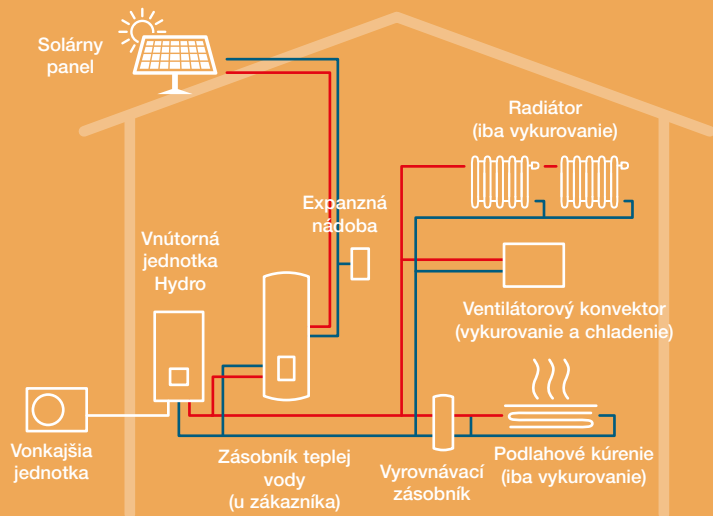 Solárny
panel
Radiátor
(iba vykurovanie)
Expanzná
nádoba
Vnútorná
jednotka
Hydro
Ventilátorový konvektor
(vykurovanie a chladenie)
Vonkajšia
jednotka
Zásobník teplej
vody
(u zákazníka)
Vyrovnávací
zásobník
Podlahové kúrenie
(iba vykurovanie)